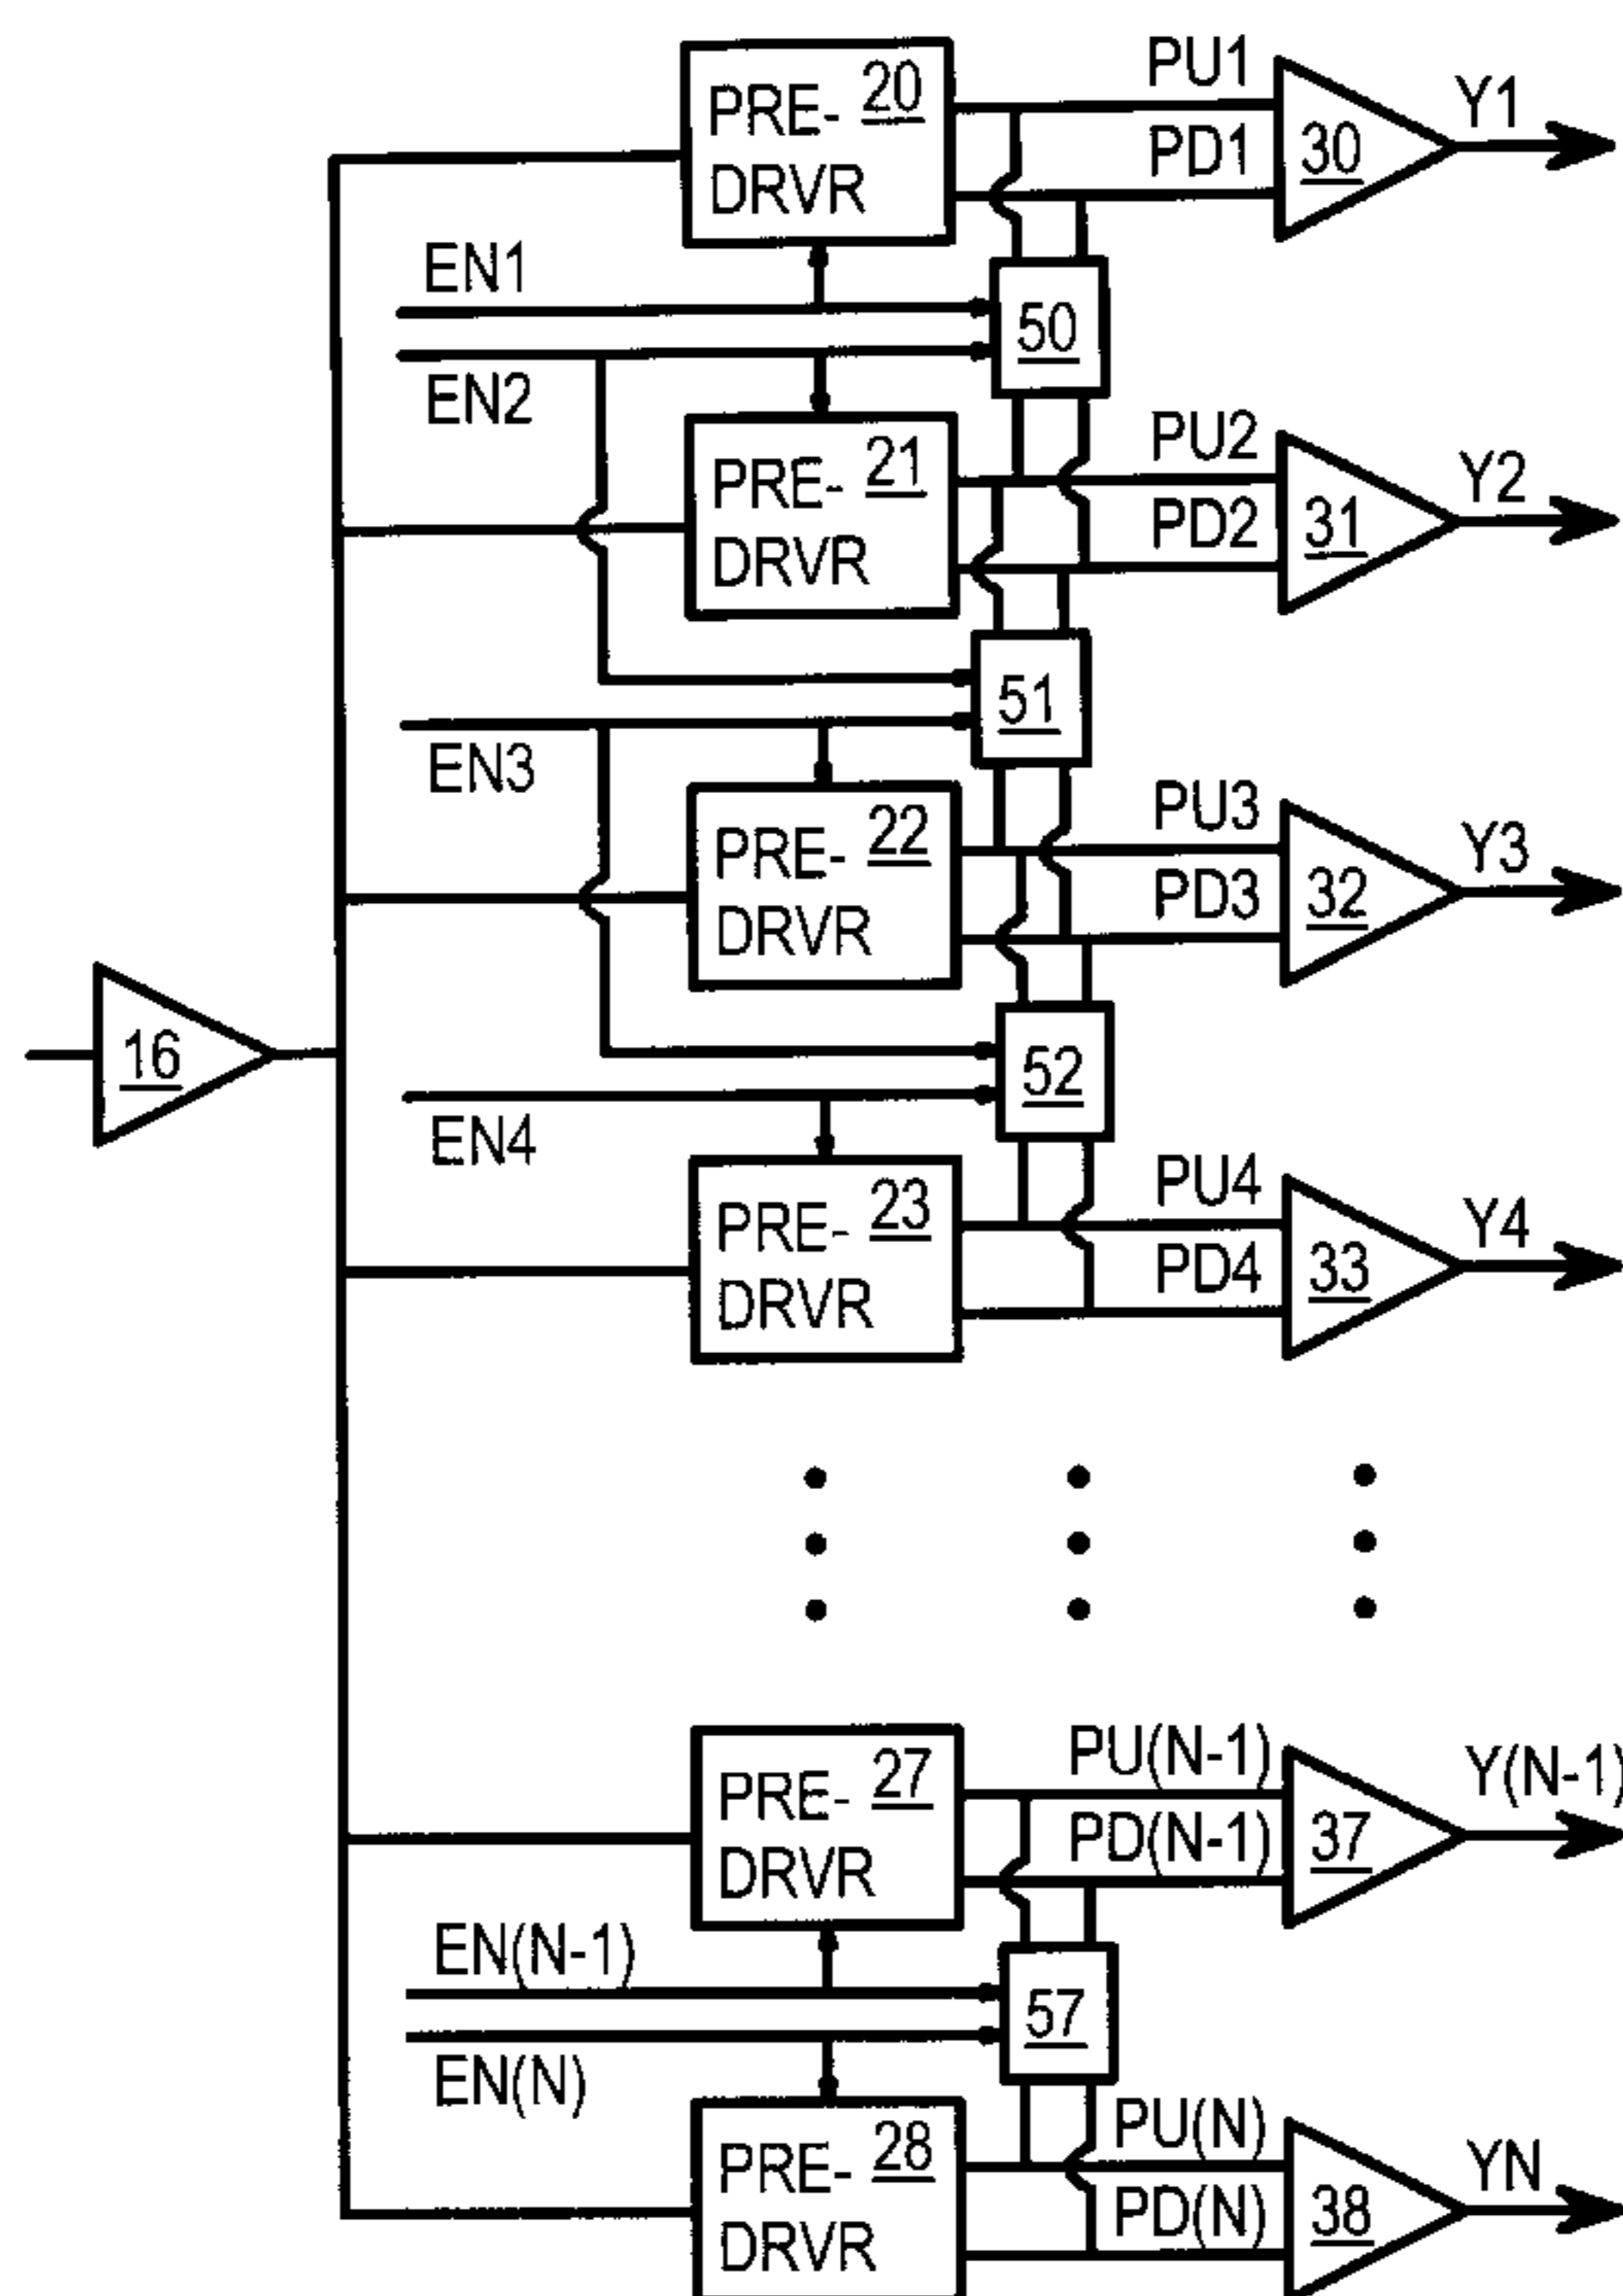 PRE- 20
DRVR
PU1
PD1
30
Y1
EN1
50
EN2
PRE- 21
DRVR
PU2
PD2
31
Y2
51
EN3
PRE- 22
DRVR
PU3
PD3
32
Y3
16
52
EN4
PRE- 23
DRVR
PU4
PD4
33
Y4
PRE- 27
DRVR
PU(N-1)
PD(N-1)
37
Y(N-1)
EN(N-1)
57
EN(N)
PRE- 28
DRVR
PU(N)
PD(N)
38
YN